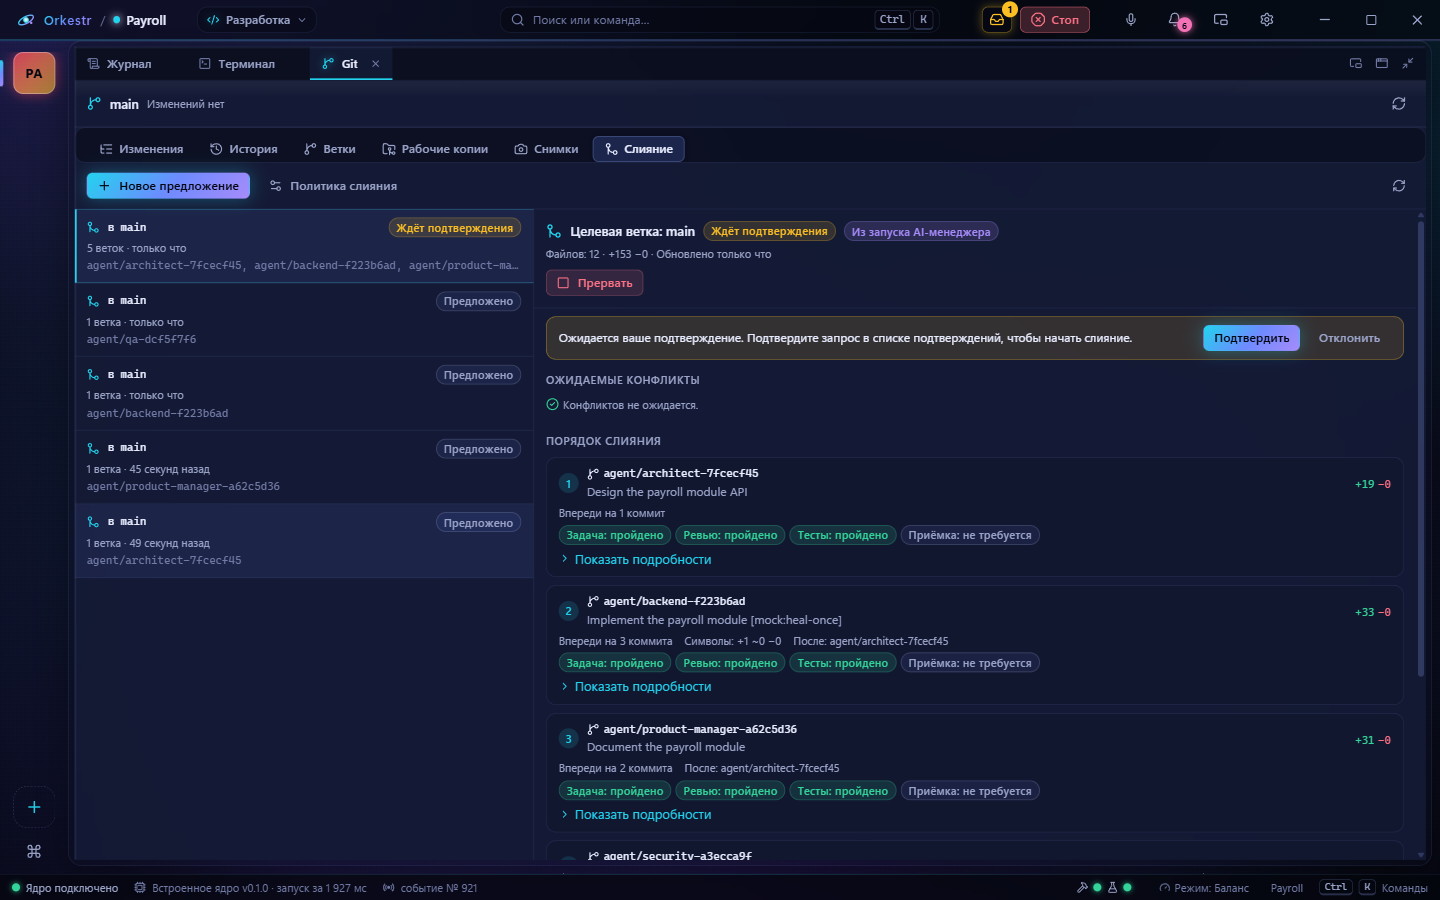 Orkestr / Payroll
Разработка
Поиск или команда...
Ctrl K
1
Стоп
6
PA
Журнал
Терминал
Git
main Изменений нет
Изменения
История
Ветки
Рабочие копии
Снимки
Слияние
Новое предложение
Политика слияния
в main
Ждёт подтверждения
5 веток · только что
agent/architect-7fcecf45, agent/backend-f223b6ad, agent/product-ma…
в main
Предложено
1 ветка · только что
agent/qa-dcf5f7f6
в main
Предложено
1 ветка · только что
agent/backend-f223b6ad
в main
Предложено
1 ветка · 45 секунд назад
agent/product-manager-a62c5d36
в main
Предложено
1 ветка · 49 секунд назад
agent/architect-7fcecf45
Целевая ветка: main
Ждёт подтверждения
Из запуска AI-менеджера
Файлов: 12 · +153 −0 · Обновлено только что
Прервать
Ожидается ваше подтверждение. Подтвердите запрос в списке подтверждений, чтобы начать слияние.
Подтвердить
Отклонить
ОЖИДАЕМЫЕ КОНФЛИКТЫ
Конфликтов не ожидается.
ПОРЯДОК СЛИЯНИЯ
1
agent/architect-7fcecf45
Design the payroll module API
+19 −0
Впереди на 1 коммит
Задача: пройдено
Ревью: пройдено
Тесты: пройдено
Приёмка: не требуется
Показать подробности
2
agent/backend-f223b6ad
Implement the payroll module [mock:heal-once]
+33 −0
Впереди на 3 коммита Символы: +1 ~0 −0 После: agent/architect-7fcecf45
Задача: пройдено
Ревью: пройдено
Тесты: пройдено
Приёмка: не требуется
Показать подробности
3
agent/product-manager-a62c5d36
Document the payroll module
+31 −0
Впереди на 2 коммита После: agent/architect-7fcecf45
Задача: пройдено
Ревью: пройдено
Тесты: пройдено
Приёмка: не требуется
Показать подробности
agent/security-a3ecca9f
Ядро подключено
Встроенное ядро v0.1.0 · запуск за 1 927 мс
событие № 921
Режим: Баланс
Payroll
Ctrl K Команды